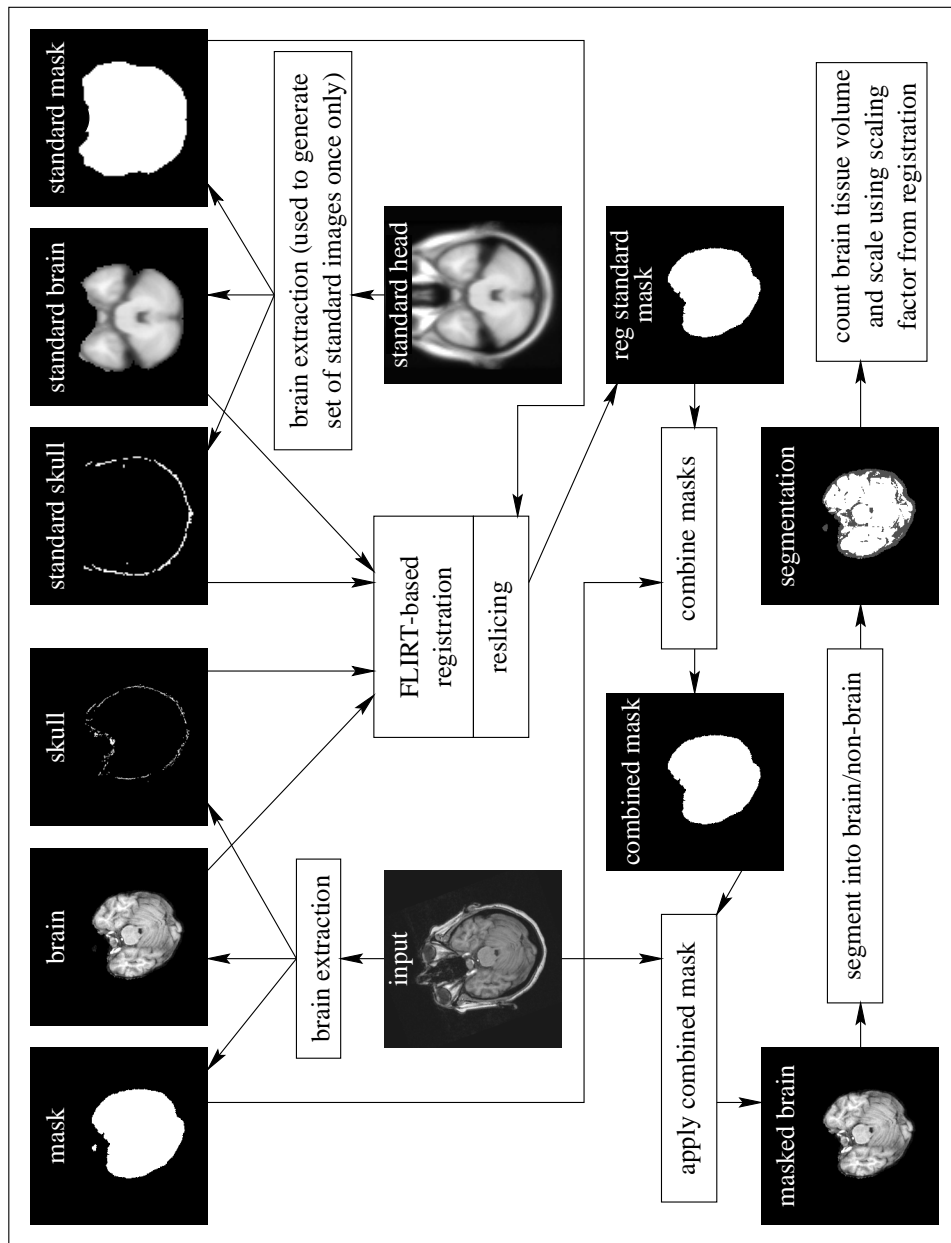 mask
brain
skull
standard skull
standard brain
standard mask
brain extraction
brain extraction (used to generate
set of standard images once only)
input
FLIRT-based
registration
reslicing
standard head
apply combined mask
combined mask
combine masks
reg standard
mask
masked brain
segment into brain/non-brain
segmentation
count brain tissue volume
and scale using scaling
factor from registration